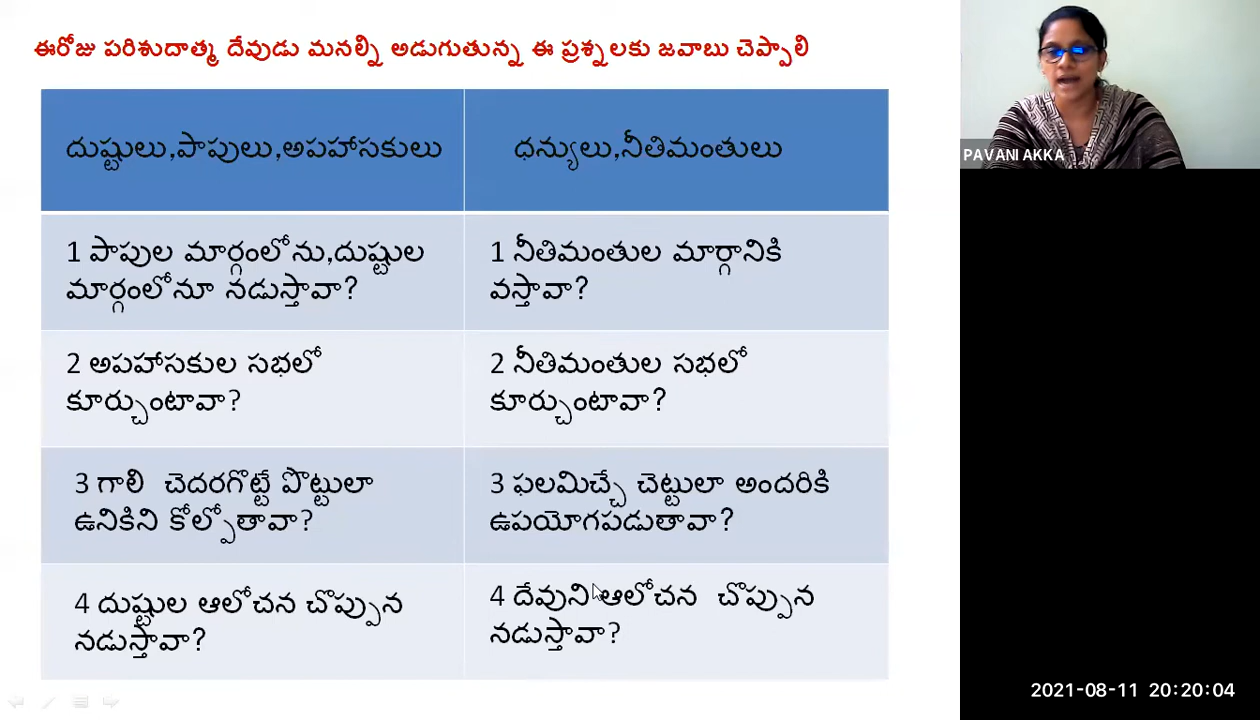 ఈరోజు పరిశుదాత్మ దేవుడు మనల్ని అడుగుతున్న ఈ ప్రశ్నలకు జవాబు చెప్పాలి
దుష్టులు,పాపులు,అపహాసకులు
ధన్యులు,నీతిమంతులు
1 పాపుల మార్గంలోను,దుష్టుల
మార్గంలోనూ నడుస్తావా?
1 నీతిమంతుల మార్గానికి
వస్తావా?
2 అపహాసకుల సభలో
కూర్చుంటావా?
2 నీతిమంతుల సభలో
కూర్చుంటావా?
3 గాలి చెదరగొట్టే పొట్టులా
ఉనికిని కోల్పోతావా?
3 ఫలమిచ్చే చెట్టులా అందరికి
ఉపయోగపడుతావా?
4 దుష్టుల ఆలోచన చొప్పున
నడుస్తావా?
4 దేవుని ఆలోచన చొప్పున
నడుస్తావా?
PAVANI AKKA
2021-08-11 20:20:04